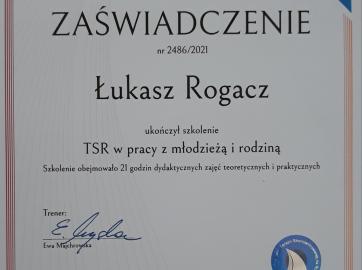 ZAŚWIADCZENIE
nr 2486/2021
Łukasz Rogacz
ukończył szkolenie
TSR w pracy z młodzieżą i rodziną
Szkolenie obejmowało 21 godzin dydaktycznych zajęć teoretycznych i praktycznych
Trener:
Ewa Majchrowska